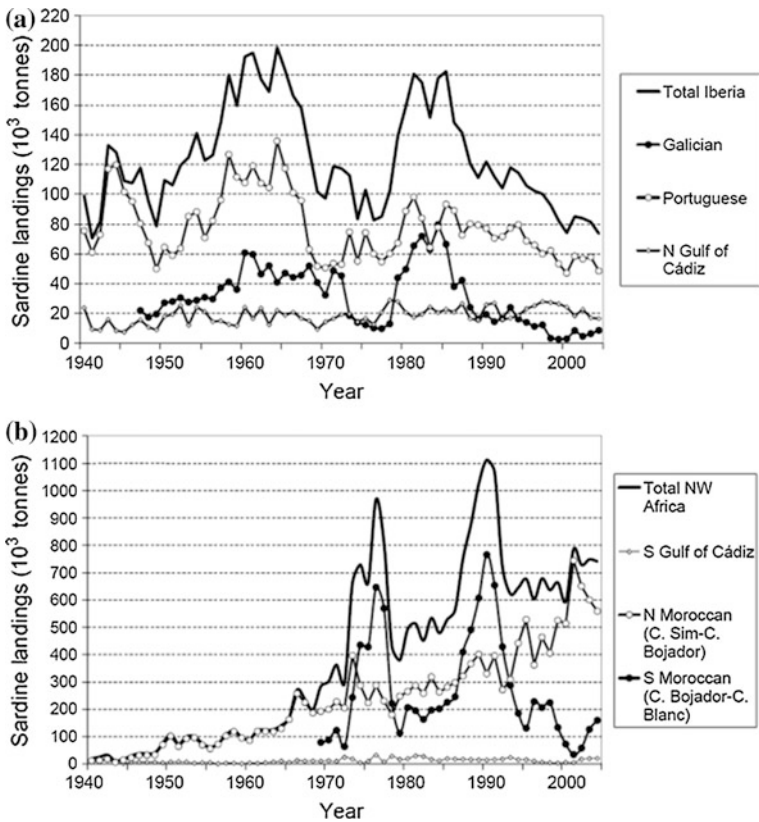 (a)
220
200
180
160
140
120
100
80
60
40
20
0
Sardine landings (10³ tonnes)
1940 1950 1960 1970 1980 1990 2000
Year
Total Iberia
Galician
Portuguese
N Gulf of
Cádiz
(b)
1200
1100
1000
900
800
700
600
500
400
300
200
100
0
Sardine landings (10³ tonnes)
1940 1950 1960 1970 1980 1990 2000
Year
Total NW
Africa
S Gulf of Cádiz
N Moroccan
(C. Sim-C.
Bojador)
S Moroccan
(C. Bojador-C.
Blanc)